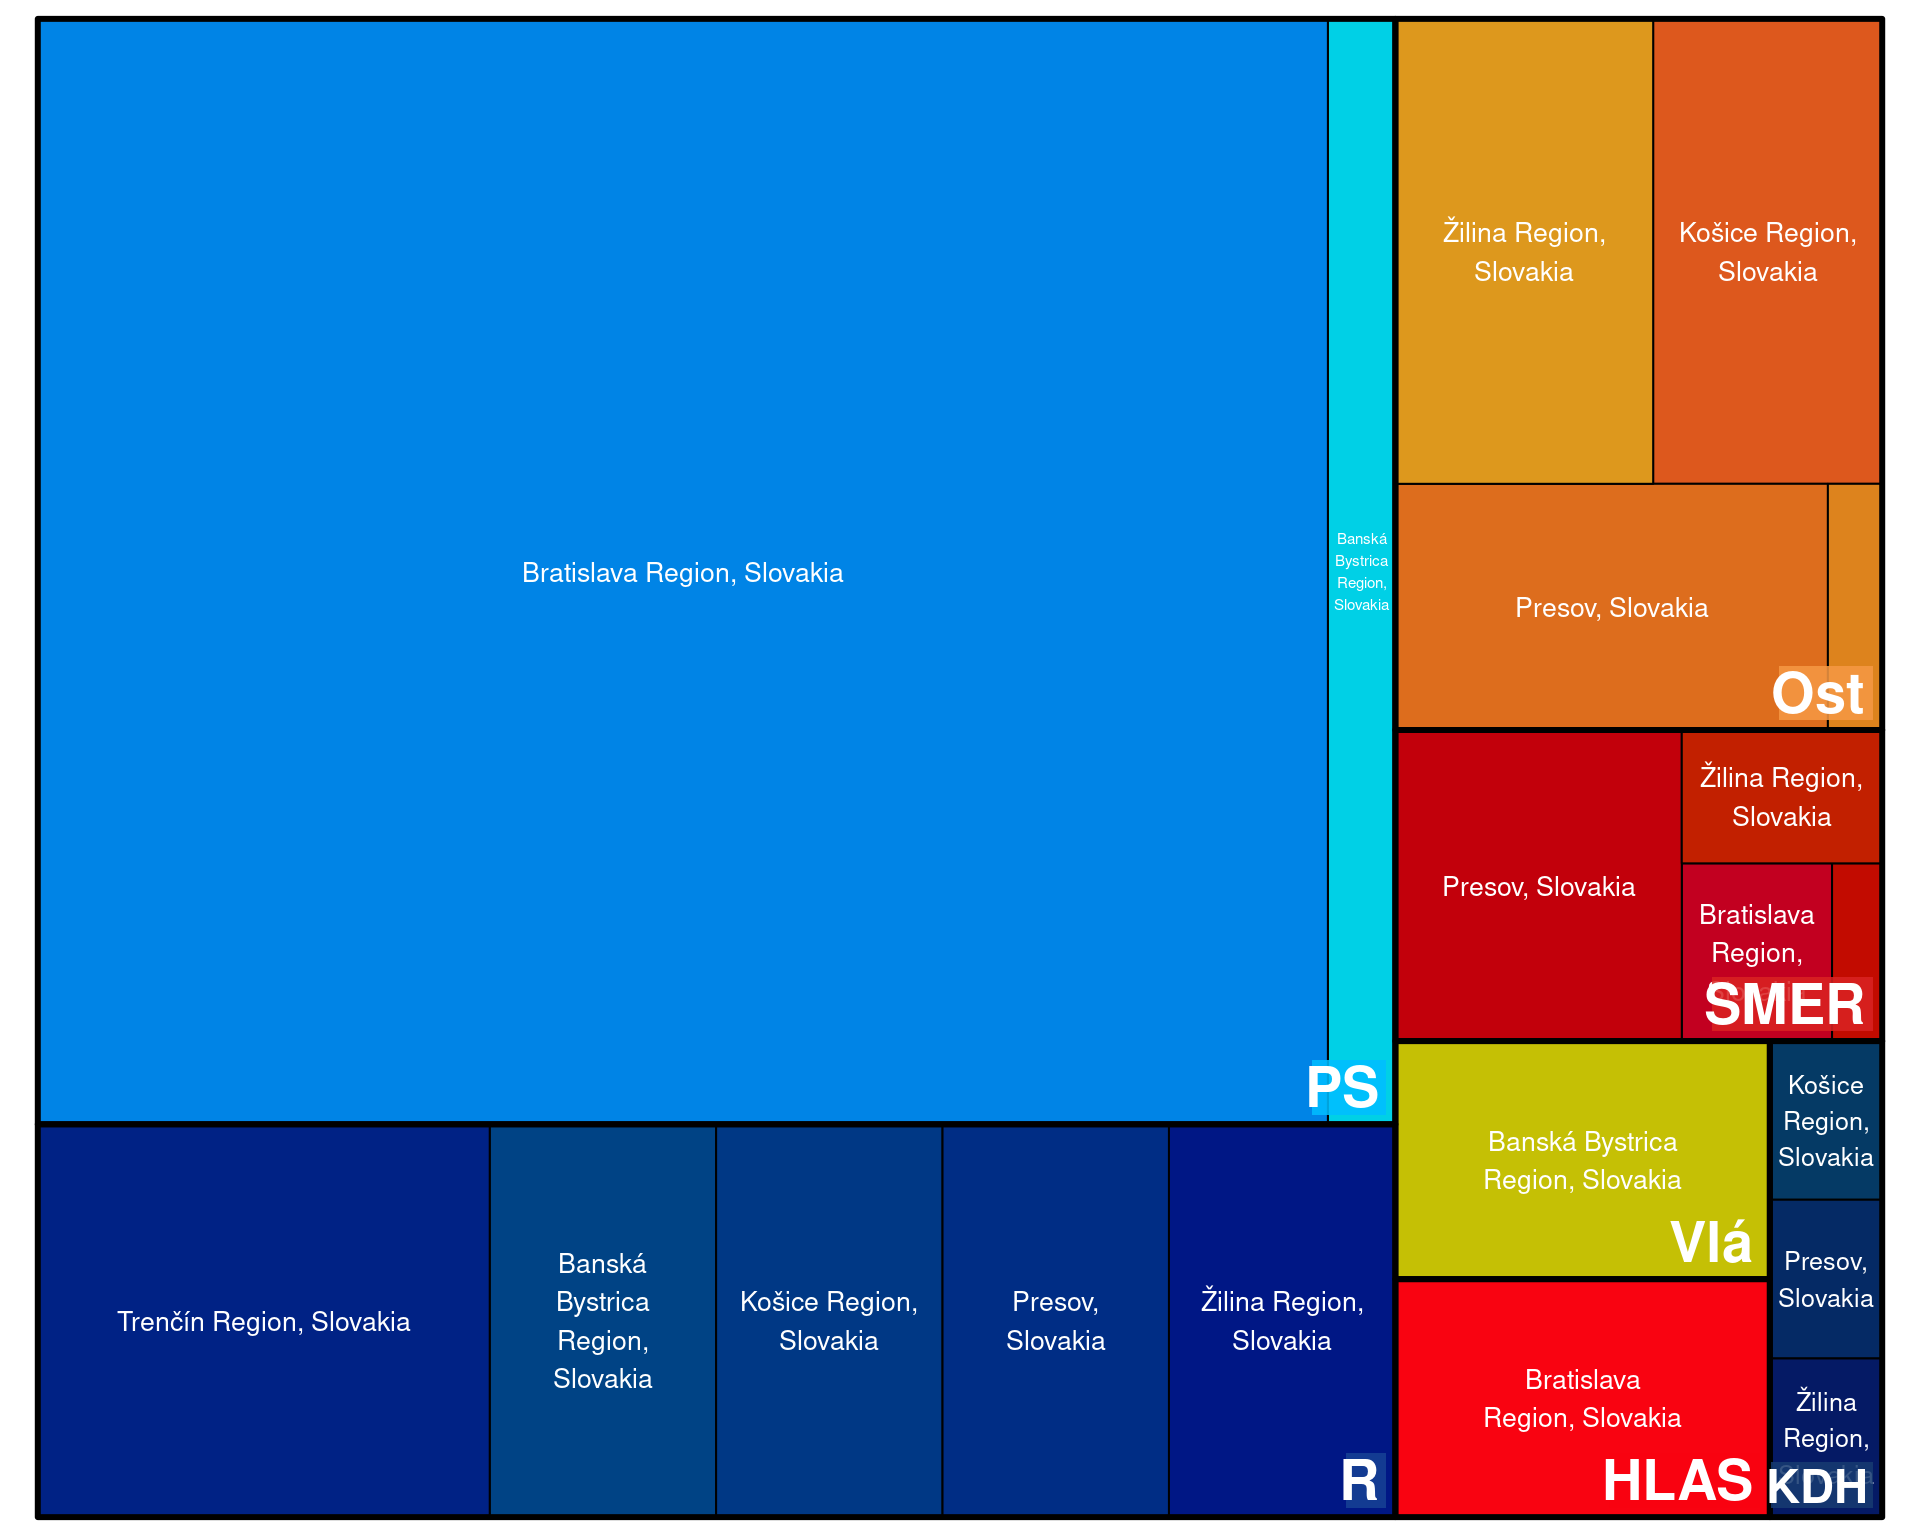 Bratislava Region, Slovakia
Banská
Bystrica
Region,
Slovakia
PS
Trenčín Region, Slovakia
Banská
Bystrica
Region,
Slovakia
Košice Region,
Slovakia
Presov,
Slovakia
Žilina Region,
Slovakia
R
Žilina Region,
Slovakia
Košice Region,
Slovakia
Presov, Slovakia
Ost
Presov, Slovakia
Žilina Region,
Slovakia
Bratislava
Region,
SMER
Banská Bystrica
Region, Slovakia
Vlá
Bratislava
Region, Slovakia
HLAS
Košice
Region,
Slovakia
Presov,
Slovakia
Žilina
Region,
KDH